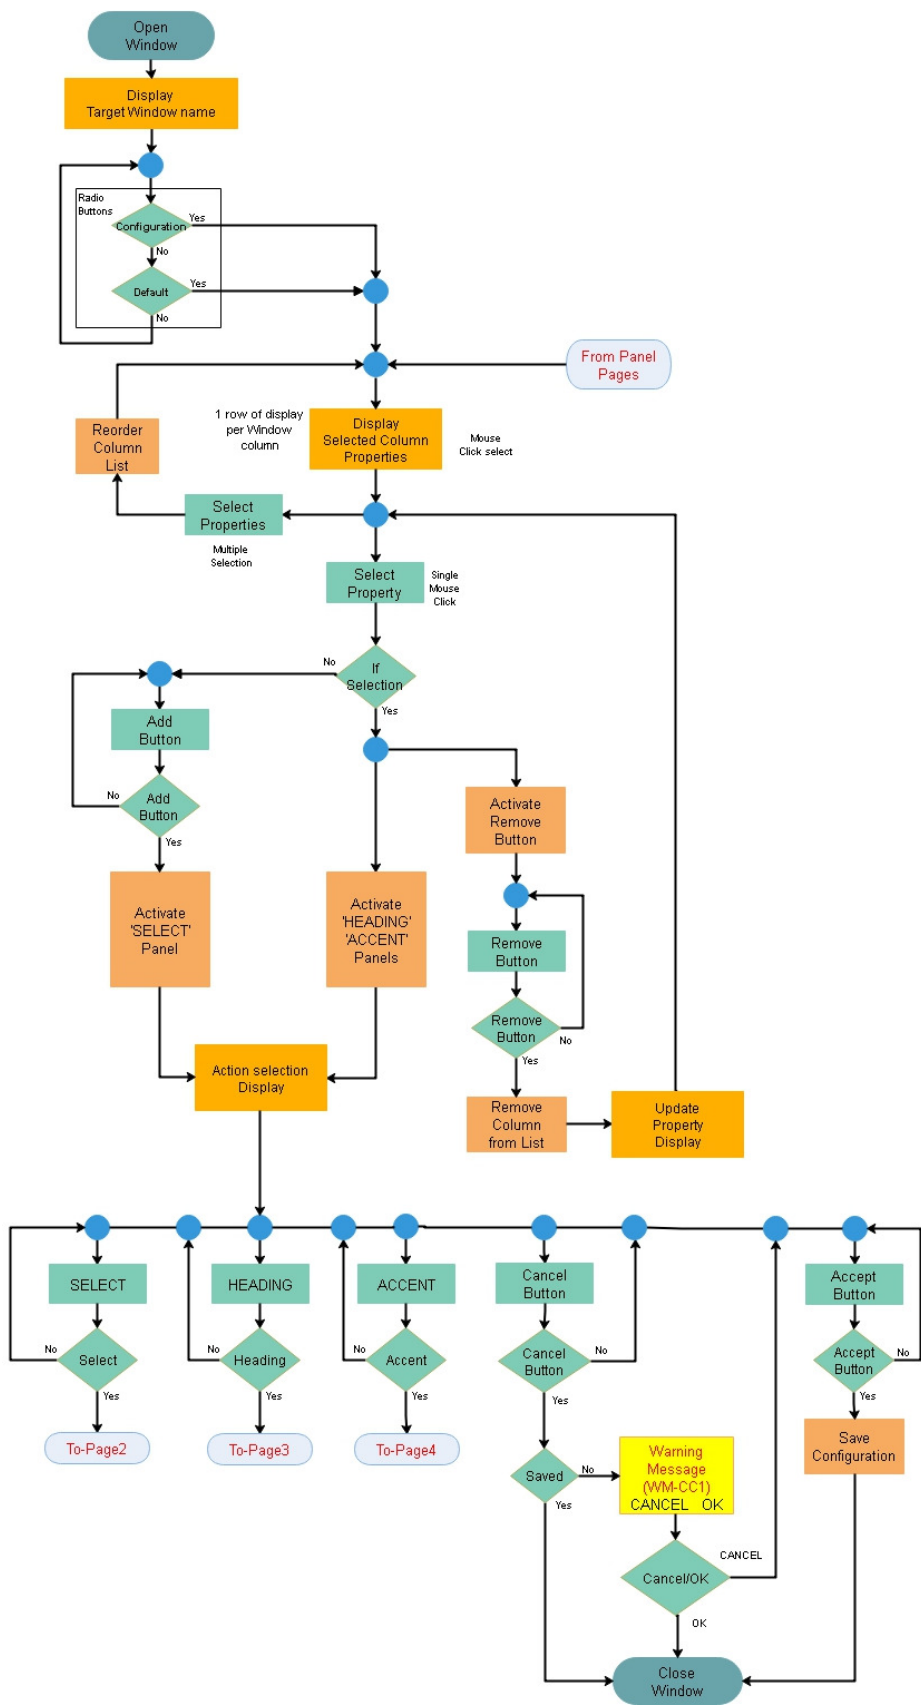 Open
Window
Display
Target Window name
Radio
Buttons
Configuration
Yes
No
Default
Yes
No
From Panel
Pages
1 row of display
per Window
column
Display
Selected Column
Properties
Mouse
Click select
Reorder
Column
List
Select
Properties
Multiple
Selection
Select
Property
Single
Mouse
Click
If
Selection
No
Yes
Add
Button
Add
Button
No
Yes
Activate
'SELECT'
Panel
Activate
'HEADING'
'ACCENT'
Panels
Activate
Remove
Button
Remove
Button
Remove
Button
No
Yes
Action selection
Display
Remove
Column
from List
Update
Property
Display
SELECT
HEADING
ACCENT
Cancel
Button
Accept
Button
No
Select
Yes
No
Heading
Yes
No
Accent
Yes
Cancel
Button
No
Yes
Accept
Button
No
Yes
To-Page2
To-Page3
To-Page4
Saved
No
Yes
Warning
Message
(WM-CC1)
CANCEL OK
Save
Configuration
Cancel/OK
CANCEL
OK
Close
Window